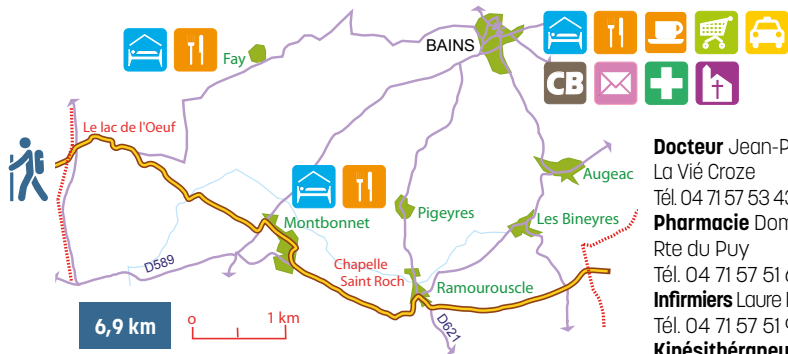 BAINS
Fay
CB
Le lac de l'Oeuf
Augeac
Montbonnet
Pigeyres
Les Bineyres
D589
Chapelle
Saint Roch
Ramourouscle
D621
6,9 km
0
1 km
Docteur
La Vié Croze
Tél. 04 71 57 53 43
Pharmacie
Rte du Puy
Tél. 04 71 57 51
Infirmiers Laure
Tél. 04 71 57 51